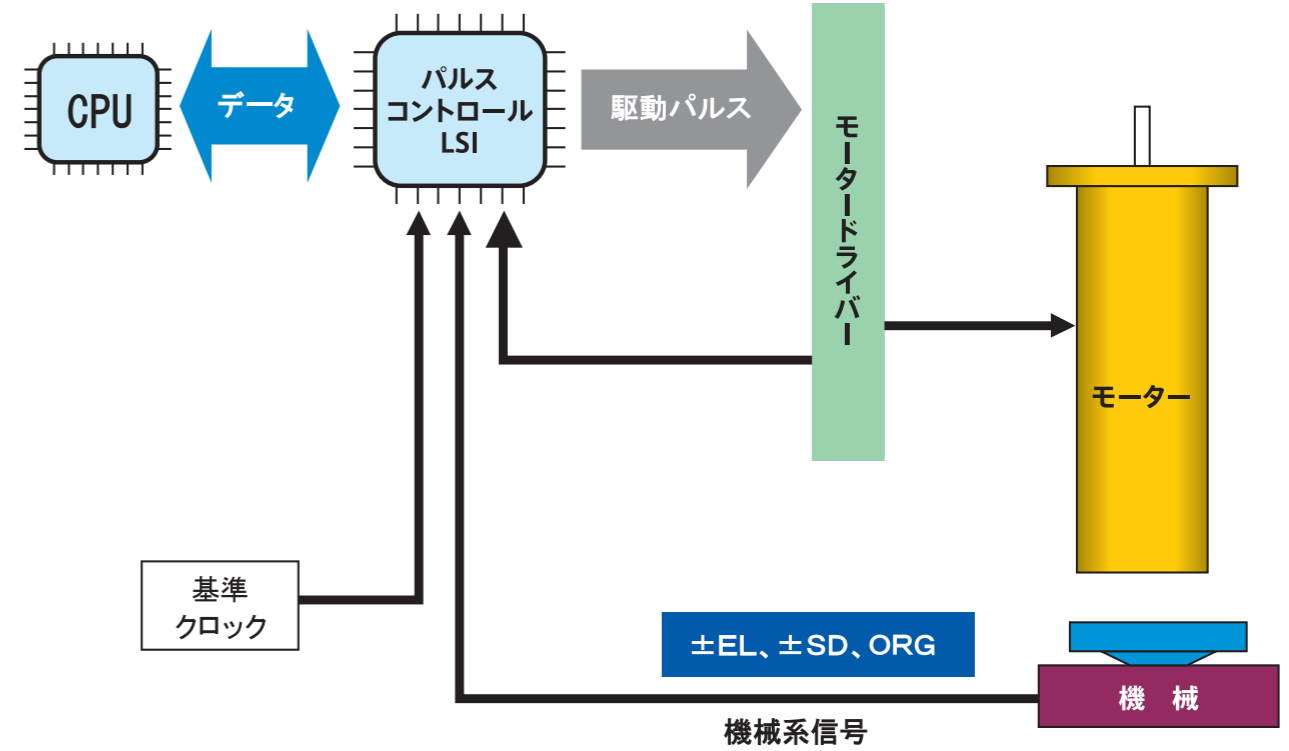 CPU
データ
パルス
コントロール
LSI
駆動パルス
モータードライバー
モーター
基準
クロック
±EL、±SD、ORG
機械
機械系信号